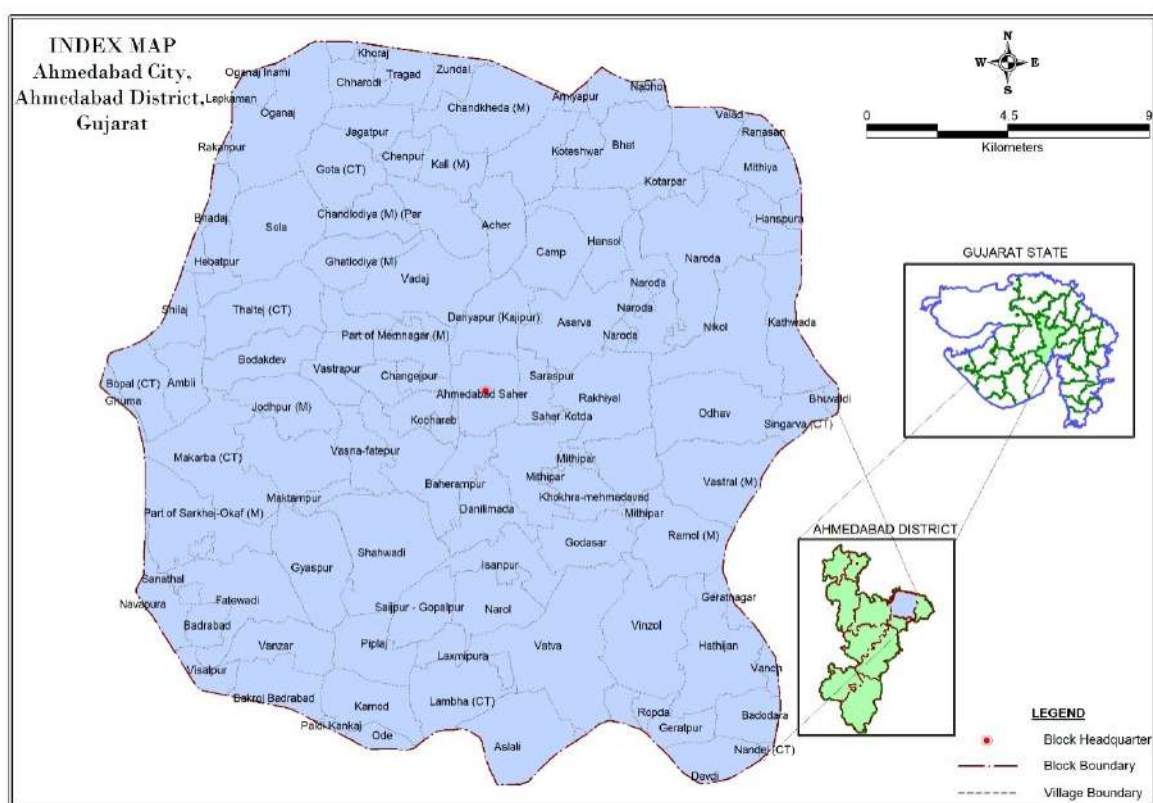 INDEX MAP
Ahmedabad City,
Ahmedabad District,
Gujarat
N
W E
S
0 4.5 9
Kilometers
Khoraj
Oganaj Inami
Chharodi
Tragad
Zundal
Lapkaman
Oganaj
Chandkheda (M)
Amiyapur
Nabhoi
Valad
Ranasan
Jagatpur
Rakanpur
Gota (CT)
Chenpur
Kali (M)
Koteshwar
Bhat
Mithiya
Kotarpar
Bhadaj
Sola
Chandlodiya (M) (Par
Acher
Hanspura
Camp
Hansol
Naroda
Hebatpur
Ghatlodiya (M)
Vadaj
Naroda
Shilaj
Thaltej (CT)
Dariyapur (Kajipur)
Asarva
Naroda
Nikol
Kathwada
Part of Memnagar (M)
Naroda
Bodakdev
Vastrapur
Changejpur
Saraspur
Bopal (CT)
Ambli
Ghuma
Ahmedabad Saher
Rakhiyal
Bhuvaldi
Jodhpur (M)
Kocharab
Saher Kotda
Odhav
Singarva (CT)
Makarba (CT)
Vasna-fatepur
Mithipar
Mithipar
Vastral (M)
Maktampur
Baherampur
Khokhra-mehmadavad
Part of Sarkhej-Okaf (M)
Danilimada
Mithipar
Ramol (M)
Godasar
Shahwadi
Isanpur
Gyaspur
Sanathal
Navapura
Fatewadi
Saijpur - Gopalpur
Narol
Geratnagar
Badrabad
Vinzol
Vanzar
Piplaj
Vatva
Hathijan
Laxmipura
Visalpur
Vanch
Bakrol Badrabad
Kamod
Lambha (CT)
Paldi Kankaj
Ode
Ropda
Badodara
Geratpur
Aslali
Nandej (CT)
Devdi
GUJARAT STATE
AHMEDABAD DISTRICT
LEGEND
Block Headquarter
Block Boundary
Village Boundary